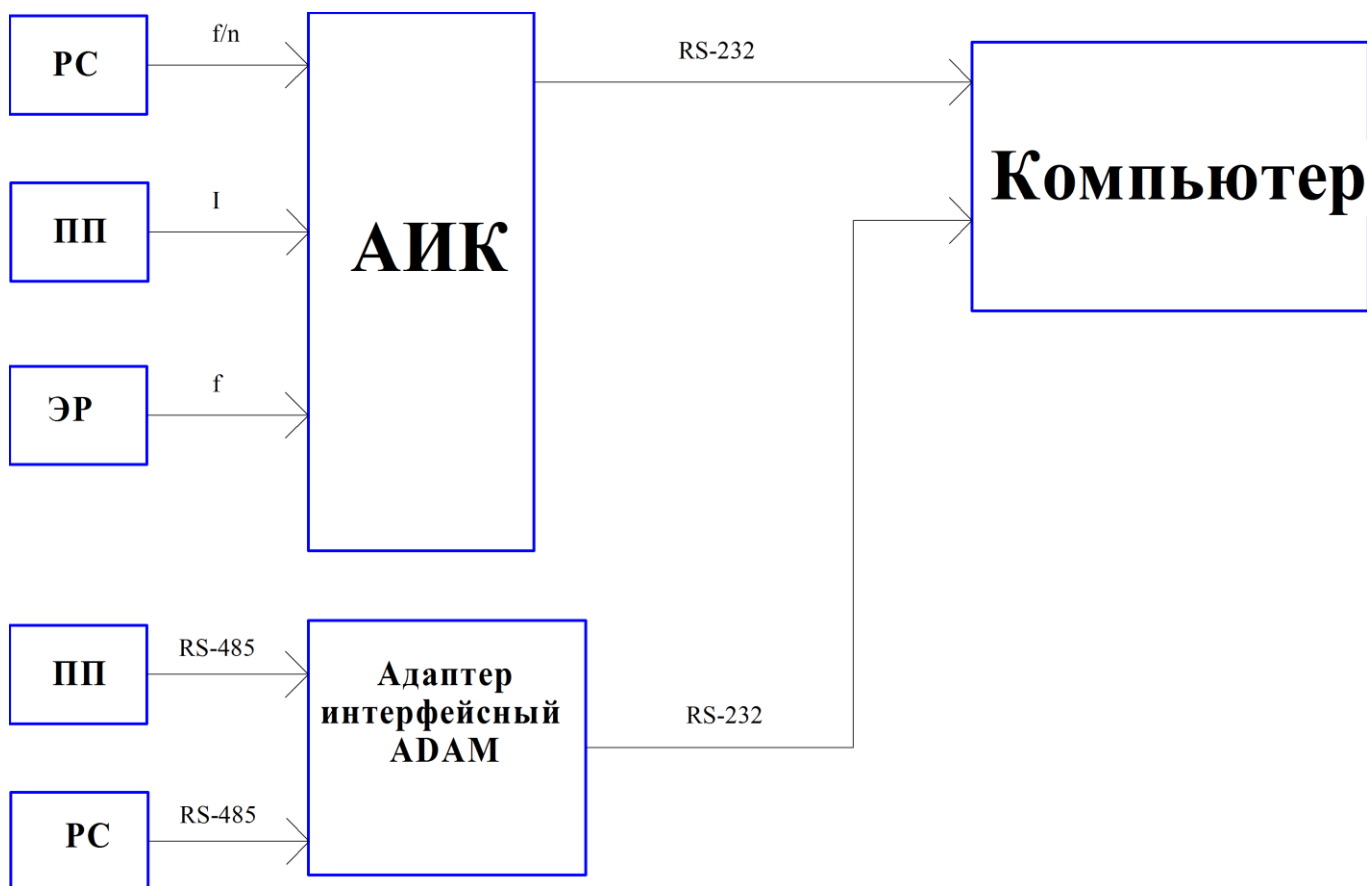 РС
f/n
АИК
RS-232
Компьютер
ПП
I
ЭР
f
ПП
RS-485
Адаптер
интерфейсный
ADAM
RS-232
РС
RS-485